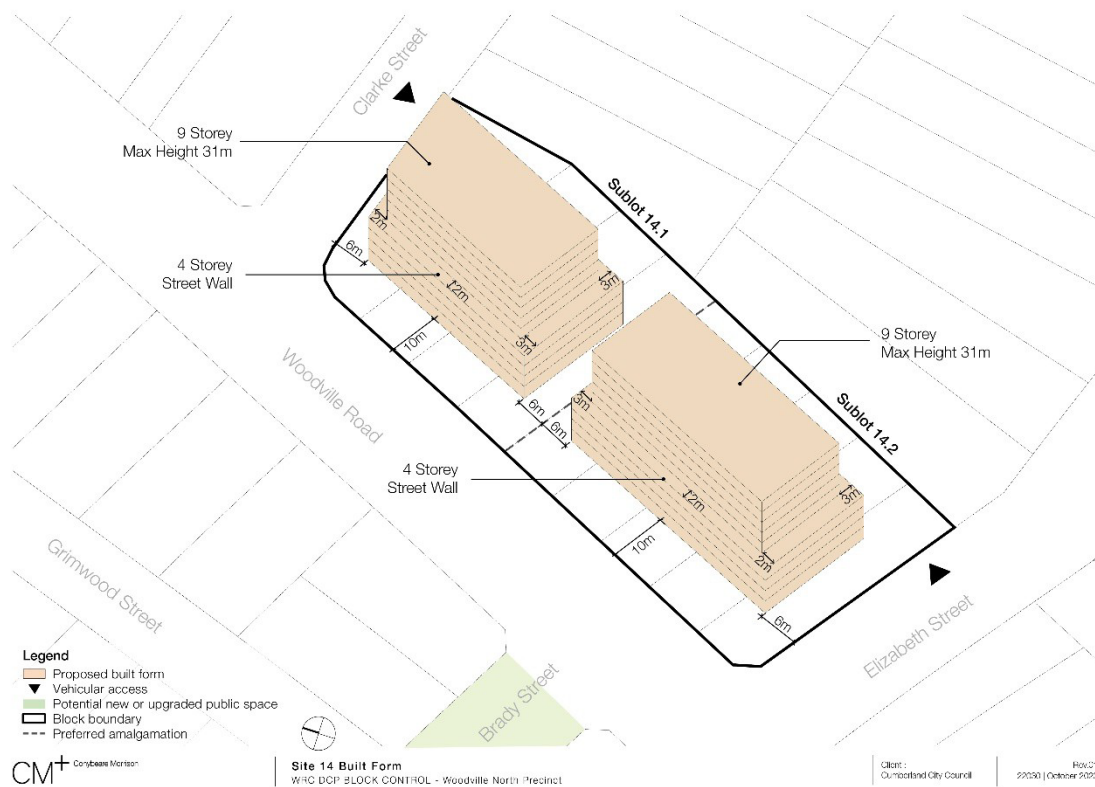 Clarke Street
9 Storey
Max Height 31m
Sublot 14.1
2m
6m
4 Storey
Street Wall
2m
3m
3m
10m
9 Storey
Max Height 31m
Woodville Road
6m
6m
3m
Sublot 14.2
4 Storey
Street Wall
2m
3m
10m
2m
6m
Grimwood Street
Elizabeth Street
Brady Street
Legend
Proposed built form
Vehicular access
Potential new or upgraded public space
Block boundary
Preferred amalgamation
CM+ Conybeare Morrison
Site 14 Built Form
WRC DCP BLOCK CONTROL - Woodville North Precinct
Client :
Cumberland City Council
22030 | October 202